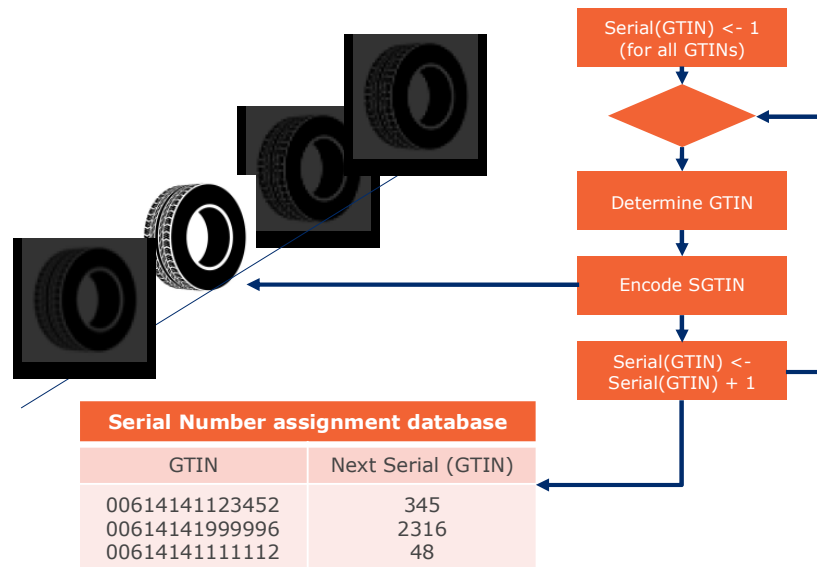 Serial(GTIN) <- 1
(for all GTINs)
Determine GTIN
Encode SGTIN
Serial(GTIN) <-
Serial(GTIN) + 1
Serial Number assignment database
GTIN Next Serial (GTIN)
00614141123452 345
00614141999996 2316
00614141111112 48